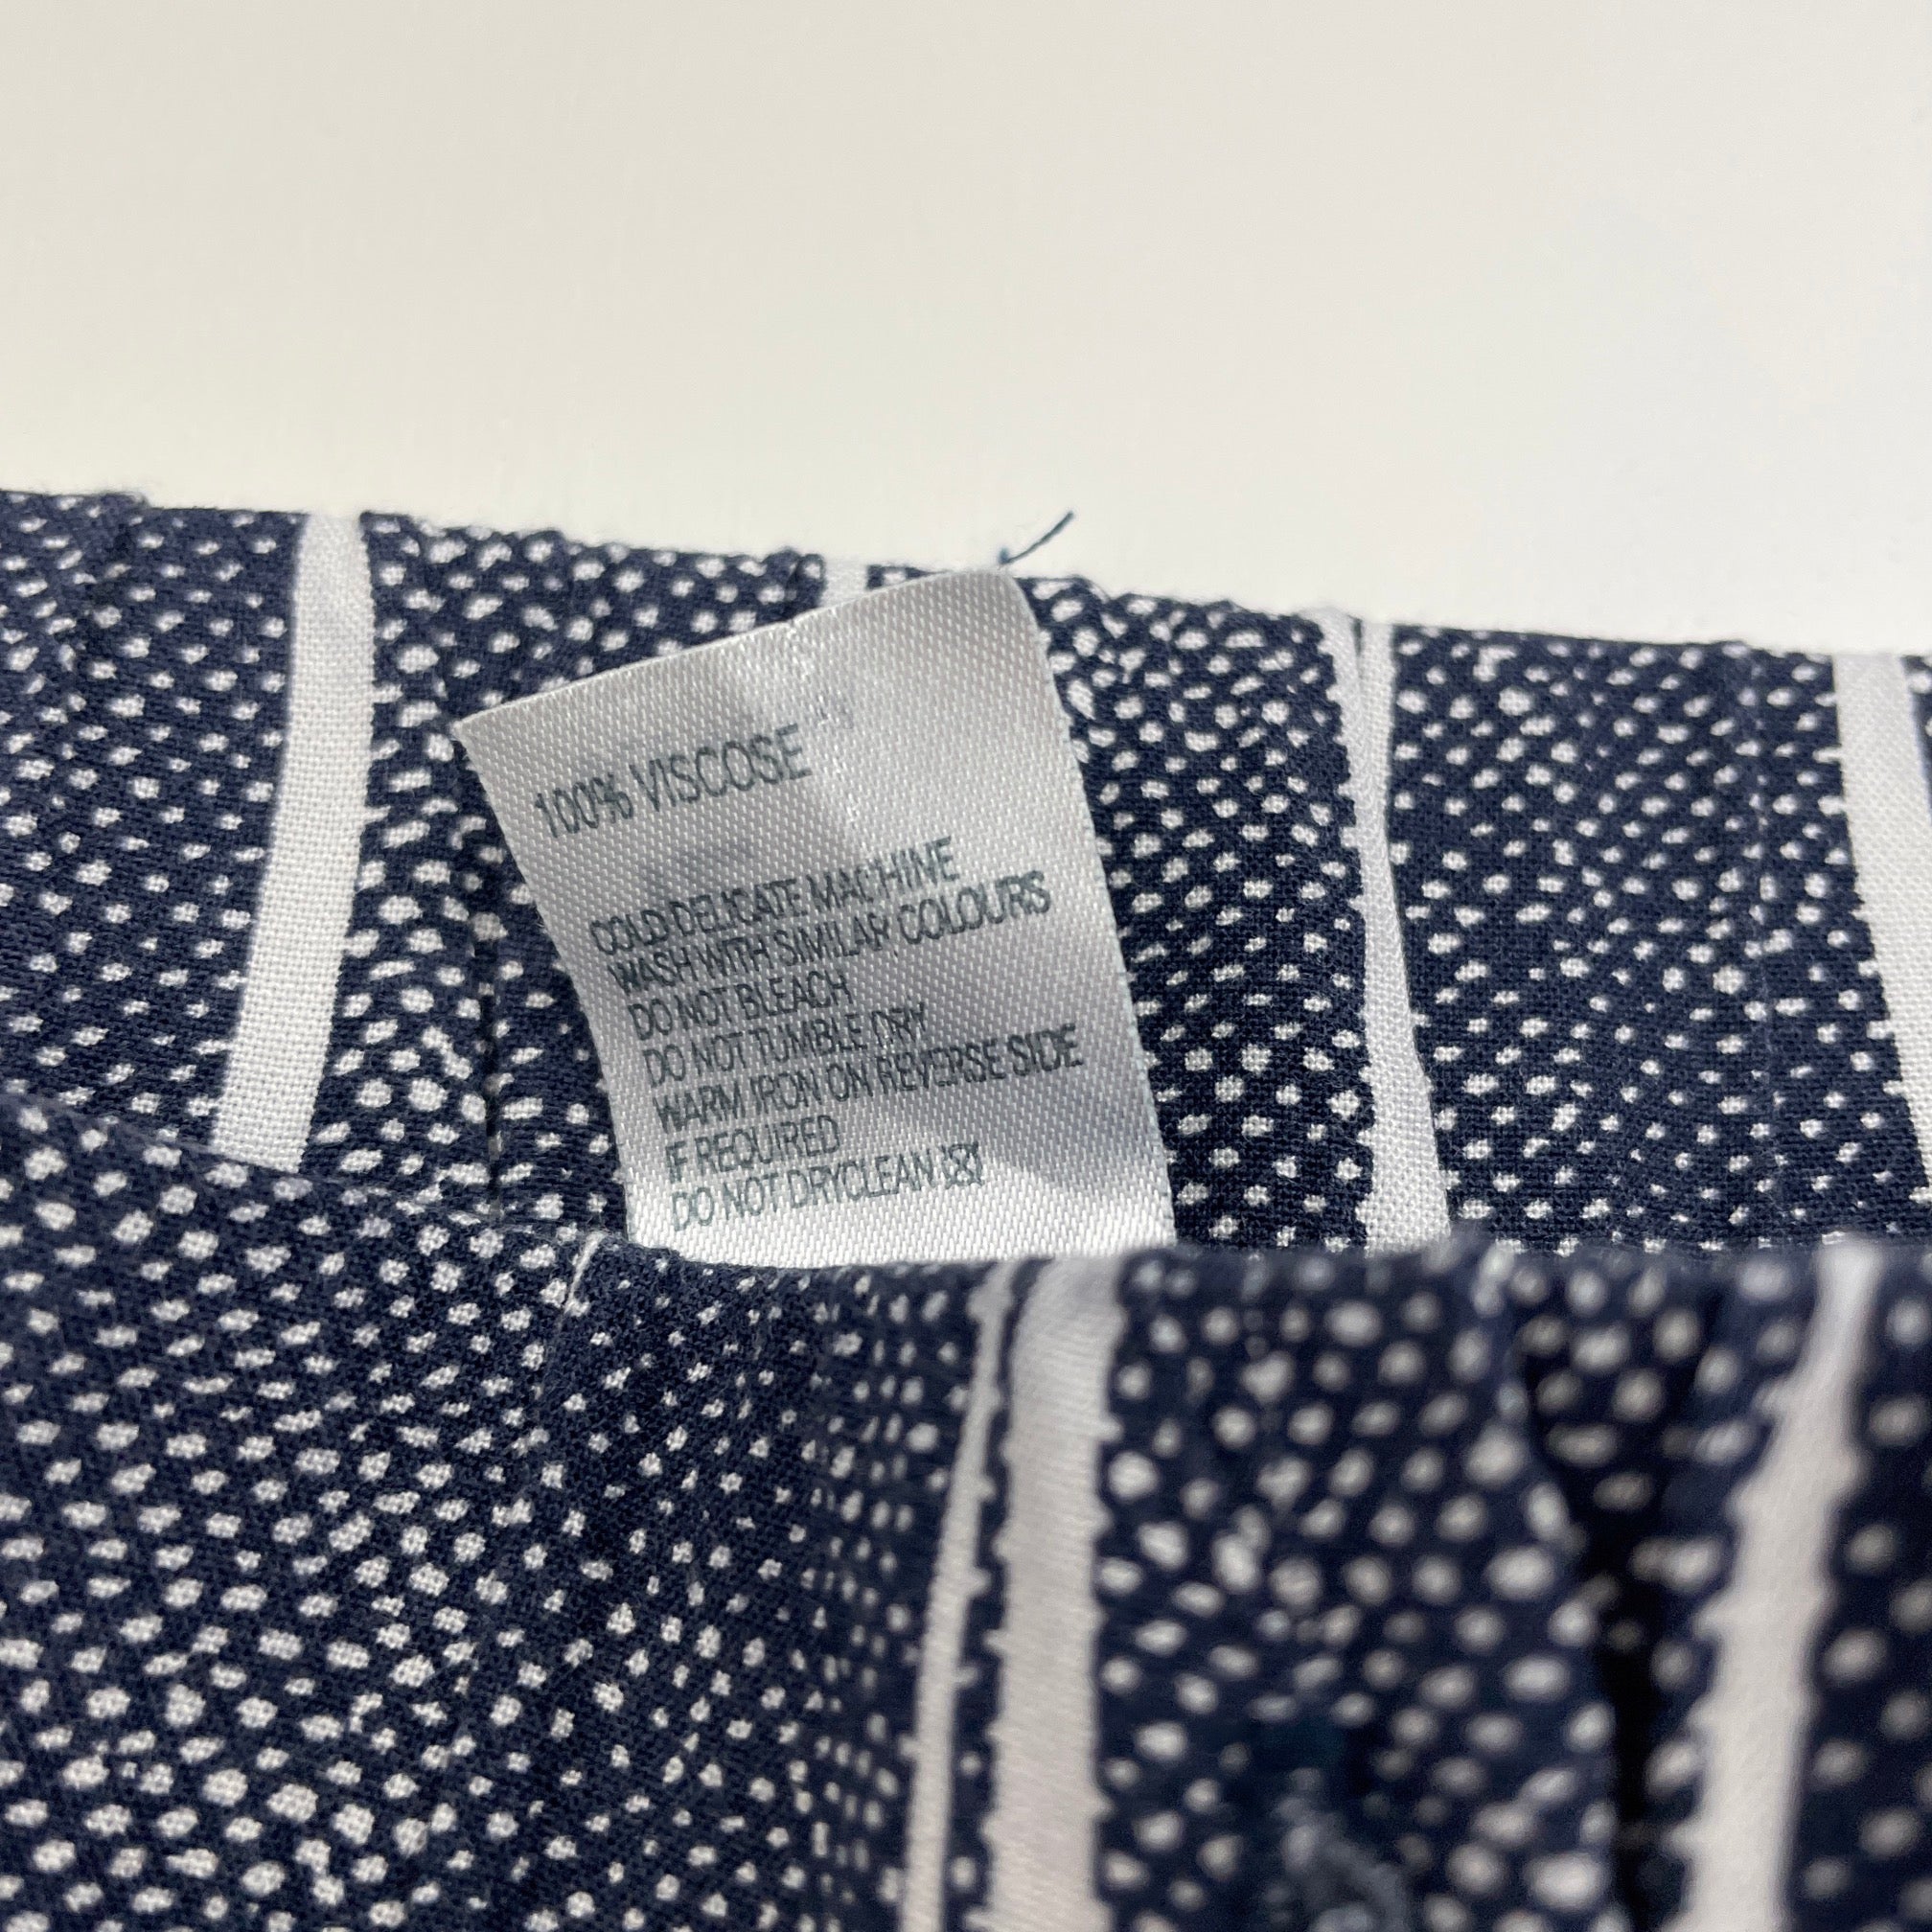 100% VISCOSE
COLD DELICATE MACHINE
WASH WITH SIMILAR COLOURS
DO NOT BLEACH
DO NOT TUMBLE DRY
WARM IRON ON REVERSE SIDE
IF REQUIRED
DO NOT DRYCLEAN